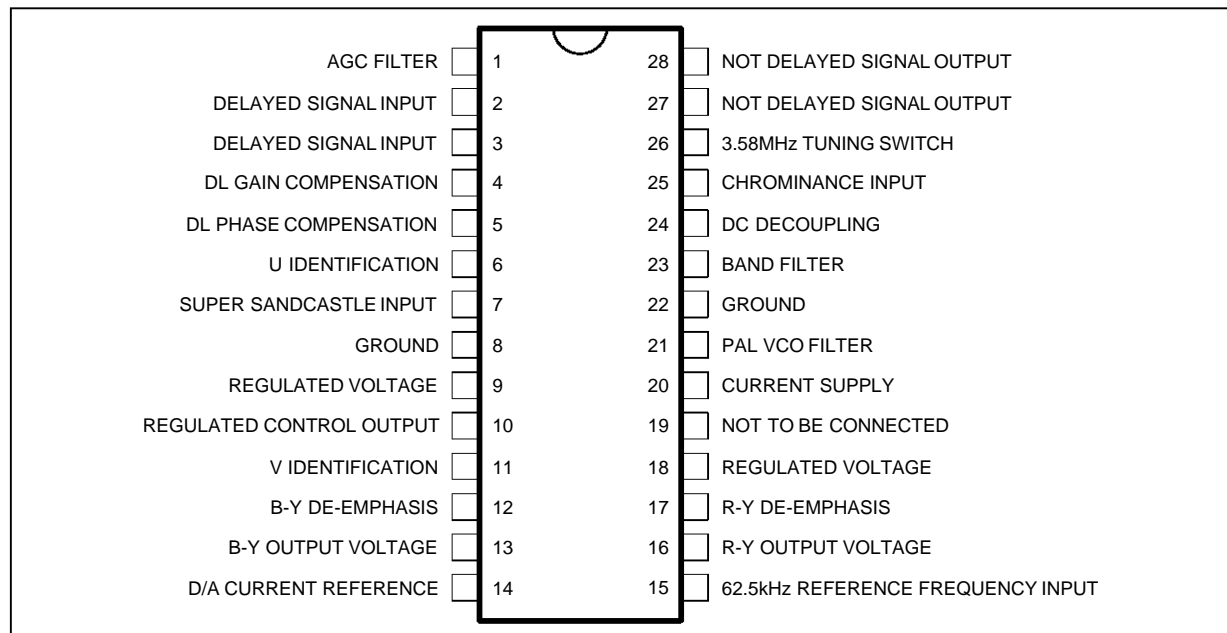 AGC FILTER 1 28 NOT DELAYED SIGNAL OUTPUT
DELAYED SIGNAL INPUT 2 27 NOT DELAYED SIGNAL OUTPUT
DELAYED SIGNAL INPUT 3 26 3.58MHz TUNING SWITCH
DL GAIN COMPENSATION 4 25 CHROMINANCE INPUT
DL PHASE COMPENSATION 5 24 DC DECOUPLING
U IDENTIFICATION 6 23 BAND FILTER
SUPER SANDCASTLE INPUT 7 22 GROUND
GROUND 8 21 PAL VCO FILTER
REGULATED VOLTAGE 9 20 CURRENT SUPPLY
REGULATED CONTROL OUTPUT 10 19 NOT TO BE CONNECTED
V IDENTIFICATION 11 18 REGULATED VOLTAGE
B-Y DE-EMPHASIS 12 17 R-Y DE-EMPHASIS
B-Y OUTPUT VOLTAGE 13 16 R-Y OUTPUT VOLTAGE
D/A CURRENT REFERENCE 14 15 62.5kHz REFERENCE FREQUENCY INPUT